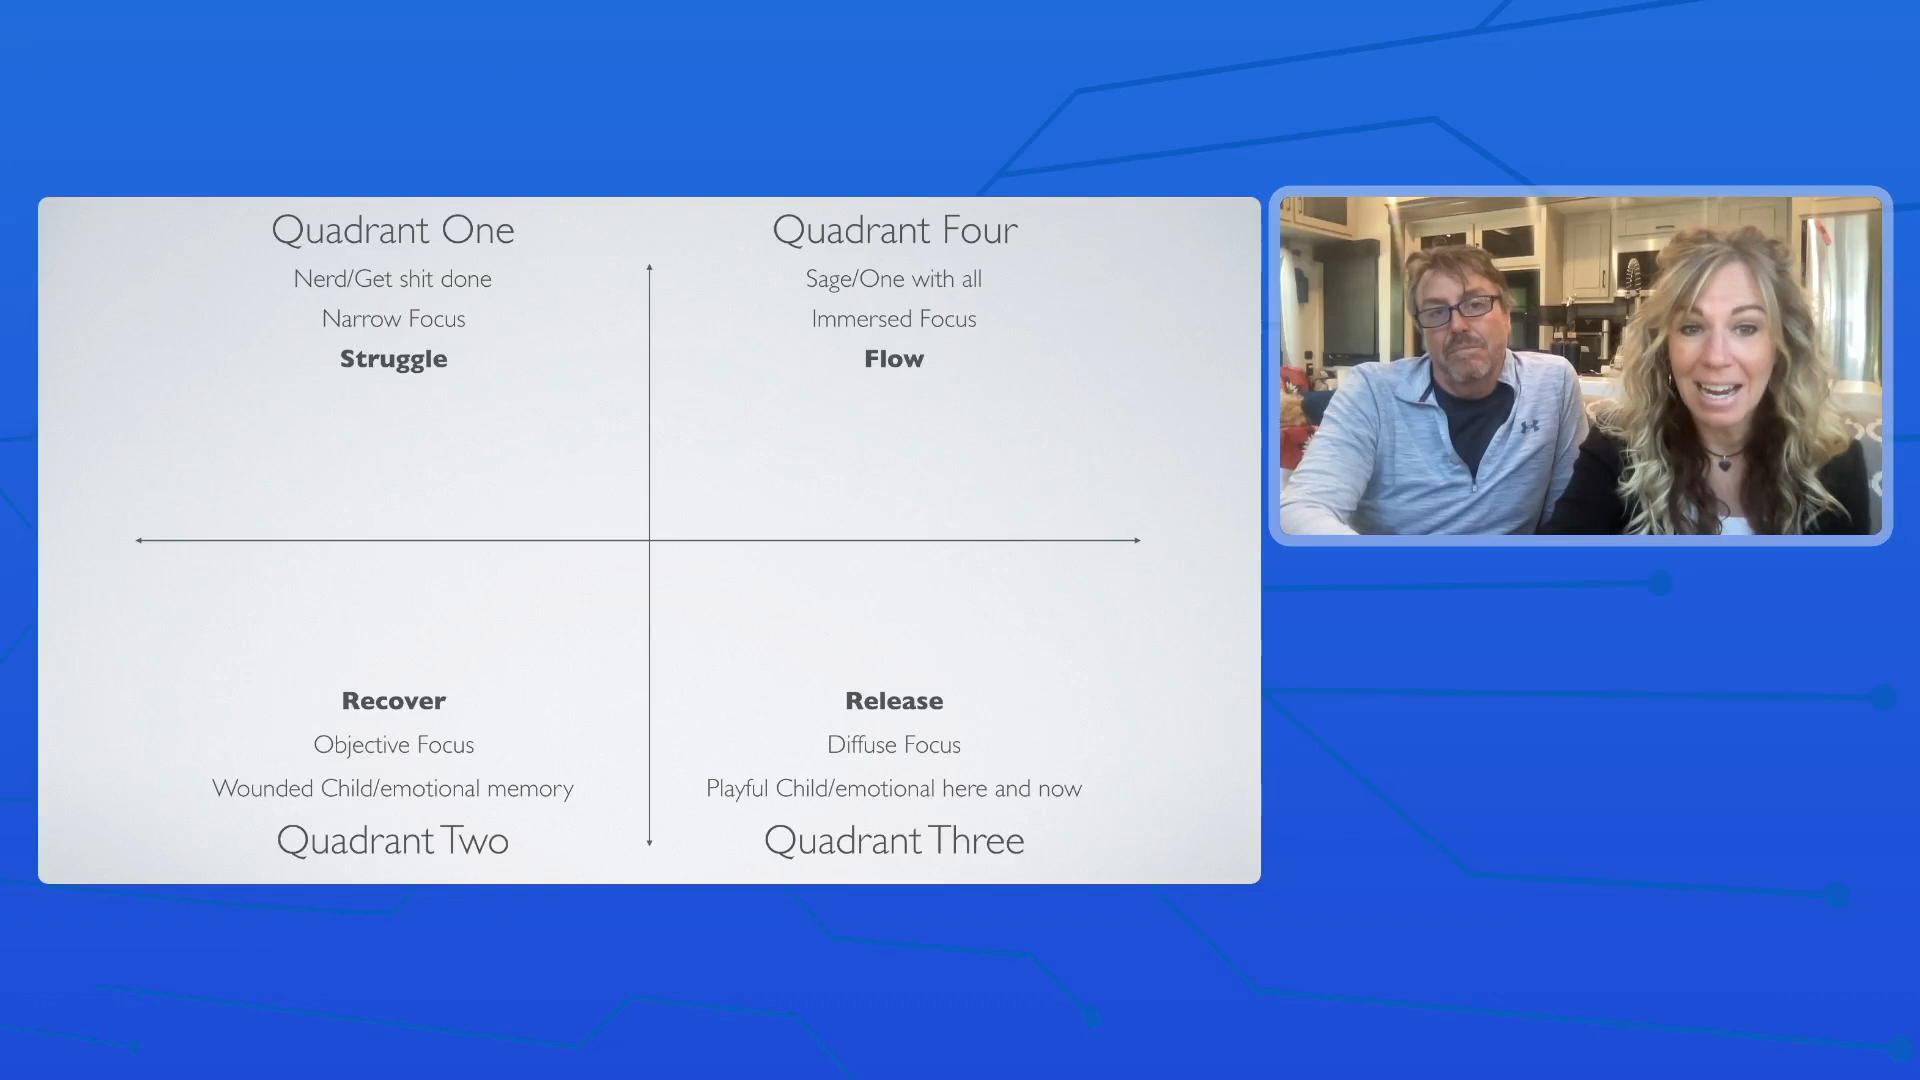 Quadrant One
Nerd/Get shit done
Narrow Focus
Struggle
Quadrant Four
Sage/One with all
Immersed Focus
Flow
Recover
Objective Focus
Wounded Child/emotional memory
Quadrant Two
Release
Diffuse Focus
Playful Child/emotional here and now
Quadrant Three